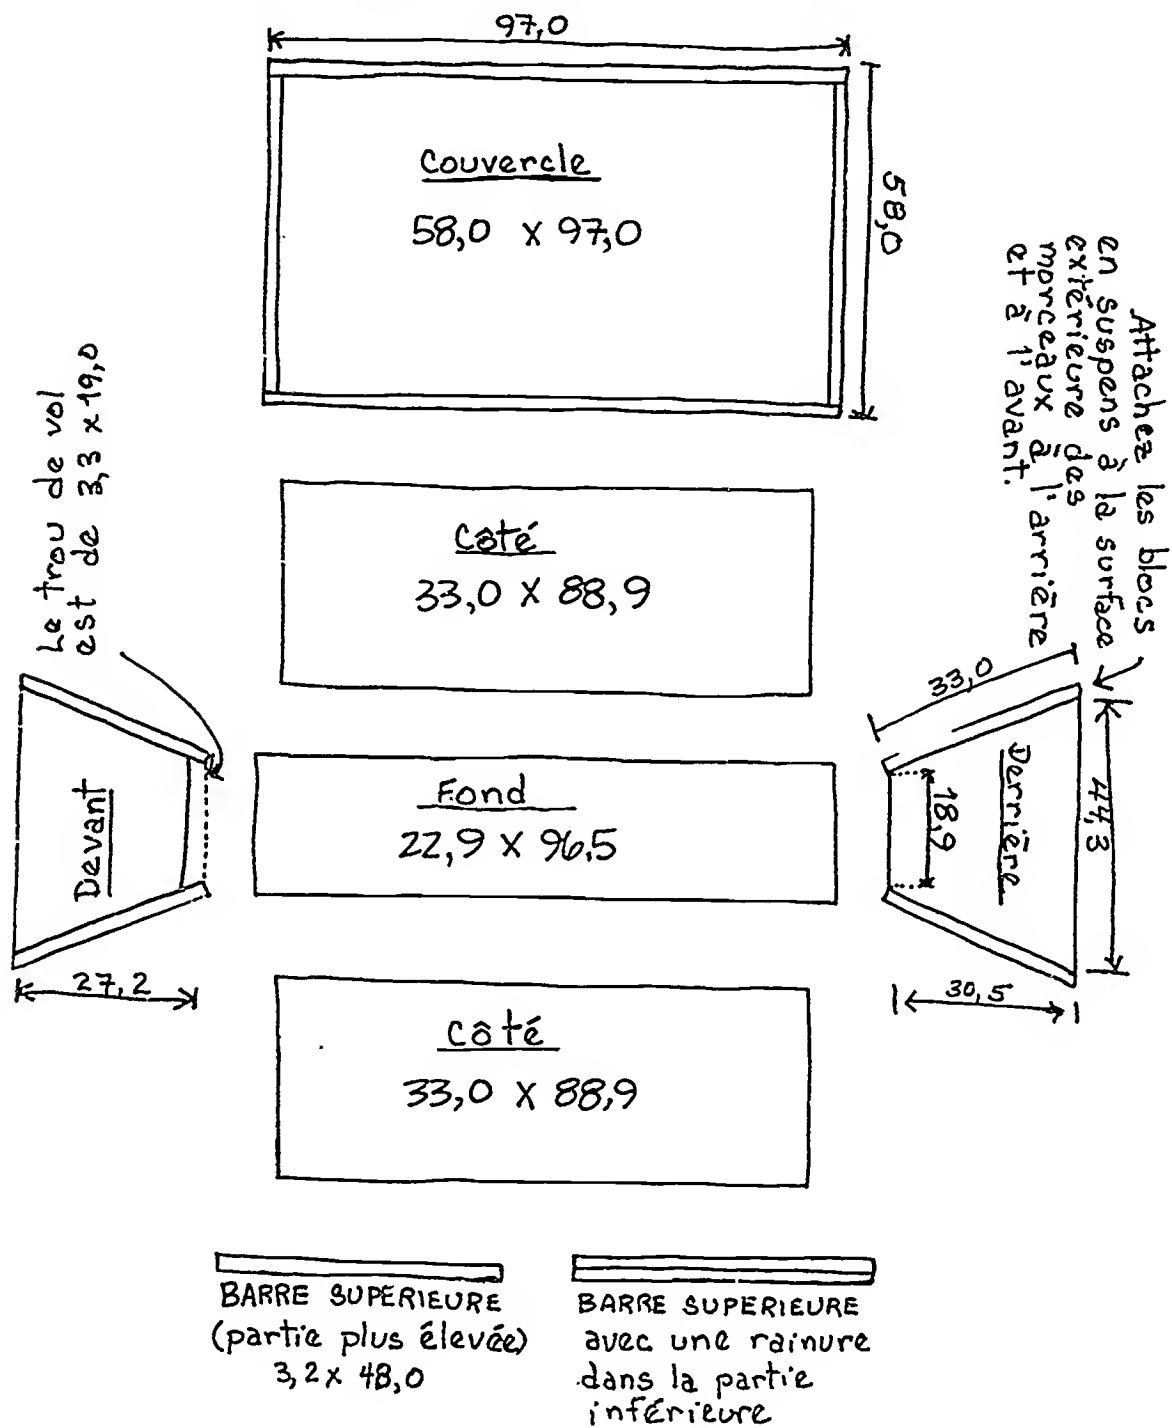 97,0
Couvercle
58,0 x 97,0
58,0
Attachez les blocs
en suspens à la surface
extérieure des
morceaux à l'arrière
et à l'avant.
Le trou de vol
est de 3,3 x 19,0
Côté
33,0 X 88,9
33,0
Devant
27,2
Fond
22,9 X 96,5
18,9
Derrière
44,3
30,5
Côté
33,0 X 88,9
BARRE SUPERIEURE
(partie plus élevée)
3,2 x 48,0
BARRE SUPERIEURE
avec une rainure
dans la partie
inférieure